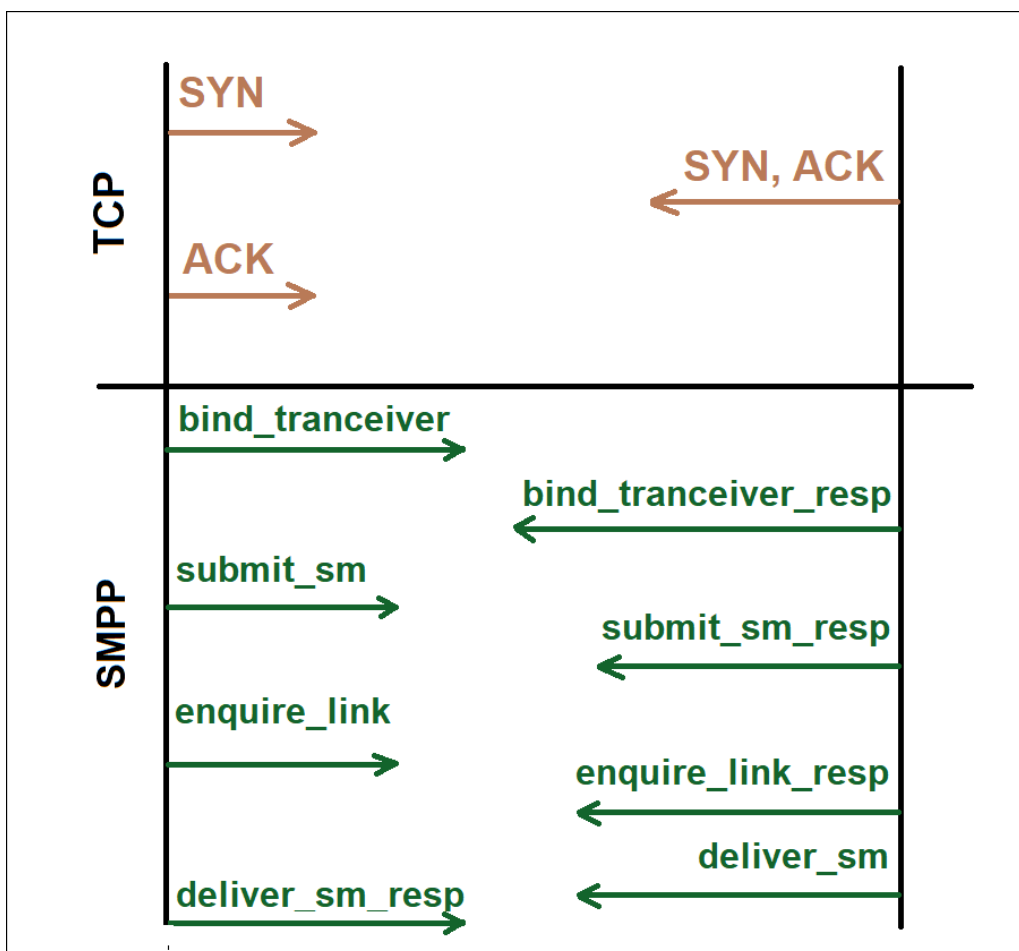 TCP
SYN
SYN, ACK
ACK
SMPP
bind_tranceiver
bind_tranceiver_resp
submit_sm
submit_sm_resp
enquire_link
enquire_link_resp
deliver_sm
deliver_sm_resp